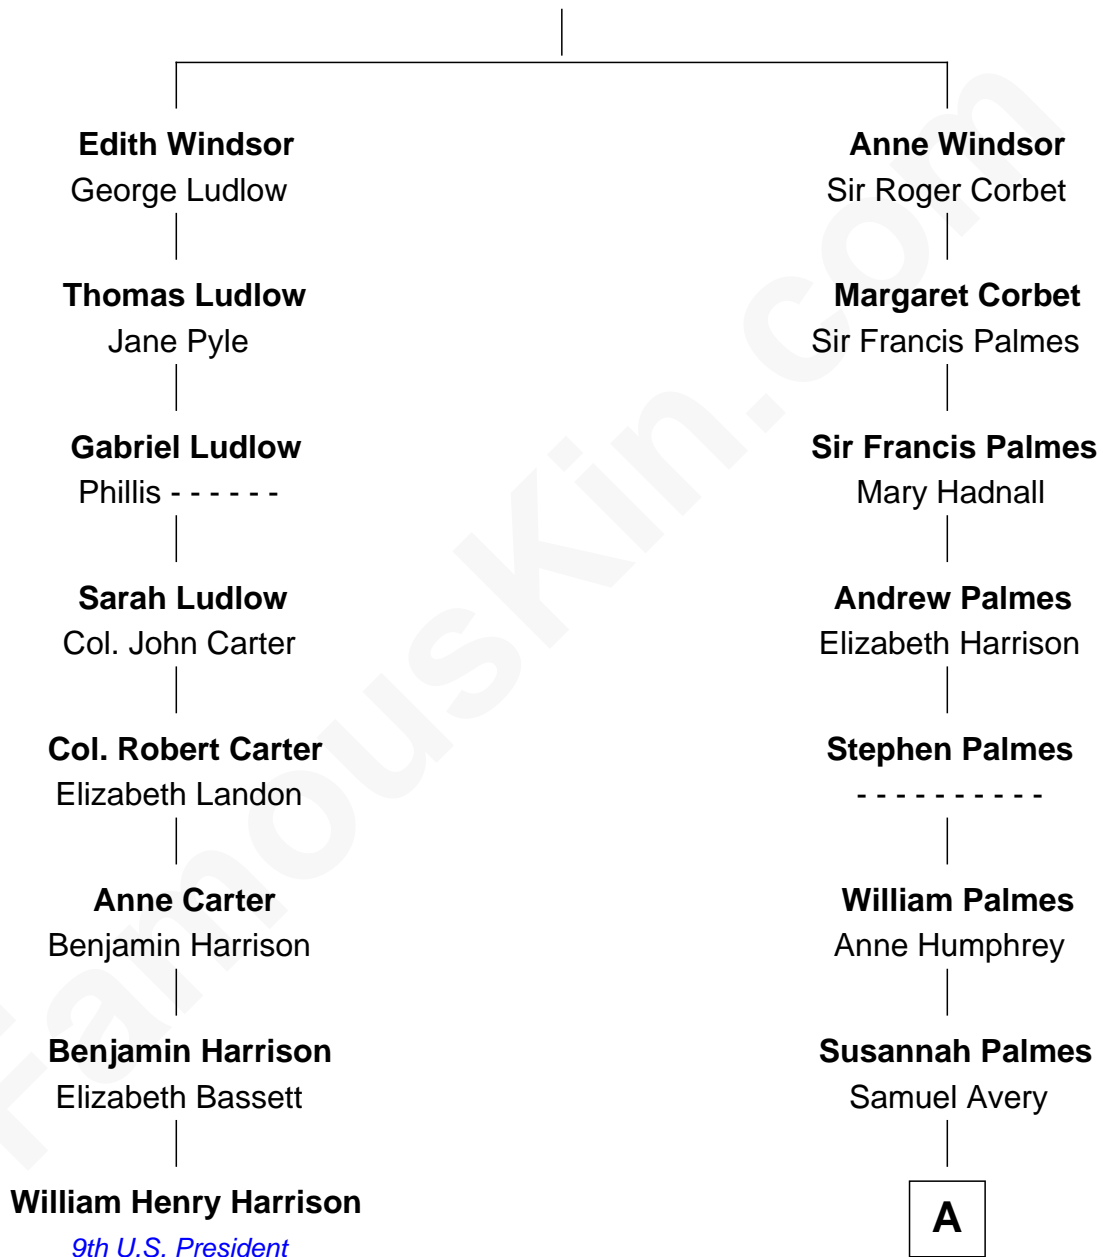 Edith Windsor
George Ludlow
Thomas Ludlow
Jane Pyle
Gabriel Ludlow
Phillis - - - - - -
Sarah Ludlow
Col. John Carter
Col. Robert Carter
Elizabeth Landon
Anne Carter
Benjamin Harrison
Benjamin Harrison
Elizabeth Bassett
William Henry Harrison
9th U.S. President
Anne Windsor
Sir Roger Corbet
Margaret Corbet
Sir Francis Palmes
Sir Francis Palmes
Mary Hadnall
Andrew Palmes
Elizabeth Harrison
Stephen Palmes
- - - - - - - - - -
William Palmes
Anne Humphrey
Susannah Palmes
Samuel Avery
A
FamousKin.com